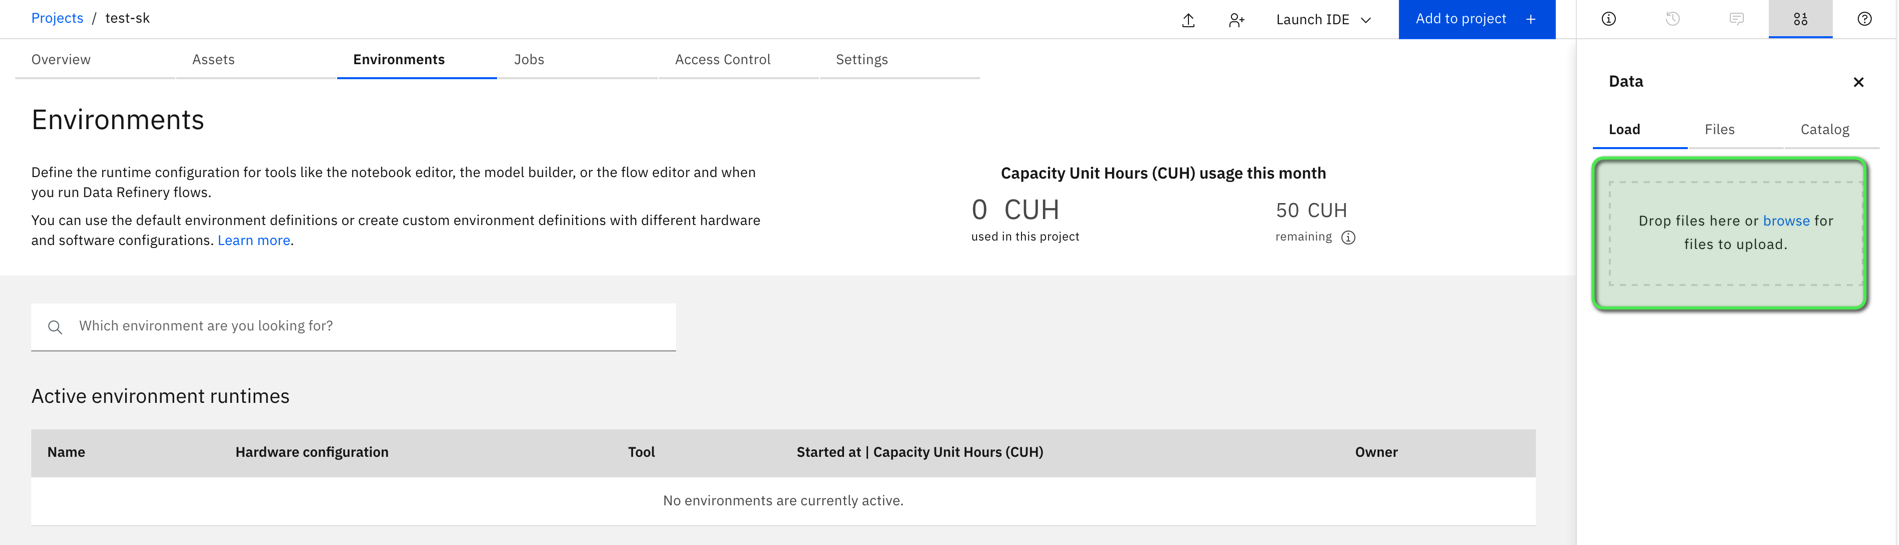 Projects / test-sk
Launch IDE
Add to project +
Overview
Assets
Environments
Jobs
Access Control
Settings
Environments
Define the runtime configuration for tools like the notebook editor, the model builder, or the flow editor and when
you run Data Refinery flows.
You can use the default environment definitions or create custom environment definitions with different hardware
and software configurations. Learn more.
Capacity Unit Hours (CUH) usage this month
0 CUH
used in this project
50 CUH
remaining
Which environment are you looking for?
Active environment runtimes
Name
Hardware configuration
Tool
Started at | Capacity Unit Hours (CUH)
Owner
No environments are currently active.
Data
Load
Files
Catalog
Drop files here or browse for
files to upload.